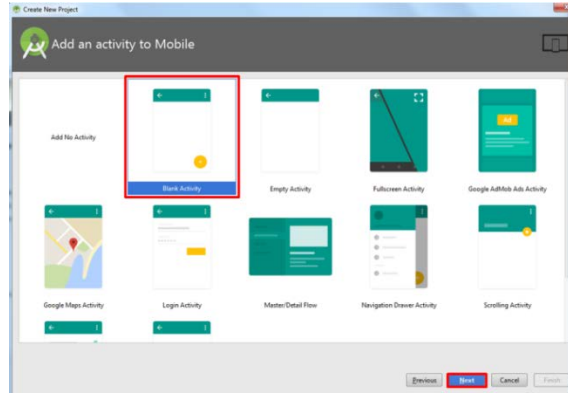 Create New Project
Add an activity to Mobile
Add No Activity
Blank Activity
Empty Activity
Fullscreen Activity
Ad
Google AdMob Ads Activity
Google Maps Activity
Login Activity
Master/Detail Flow
Navigation Drawer Activity
Scrolling Activity
Previous
Next
Cancel
Finish